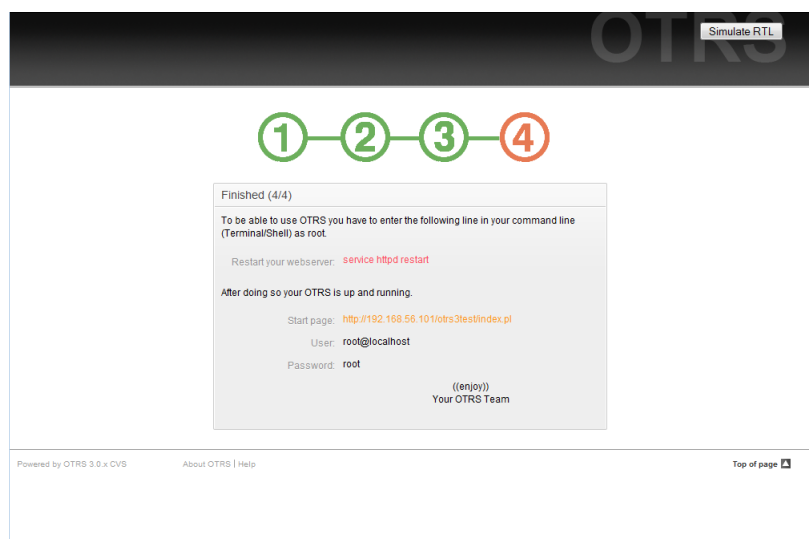 OTRS
Simulate RTL
1 2 3 4
Finished (4/4)
To be able to use OTRS you have to enter the following line in your command line
(Terminal/Shell) as root.
Restart your webserver: service httpd restart
After doing so your OTRS is up and running.
Start page: http://192.168.56.101/otrs3test/index.pl
User: root@localhost
Password: root
((enjoy))
Your OTRS Team
Powered by OTRS 3.0.x CVS About OTRS | Help Top of page